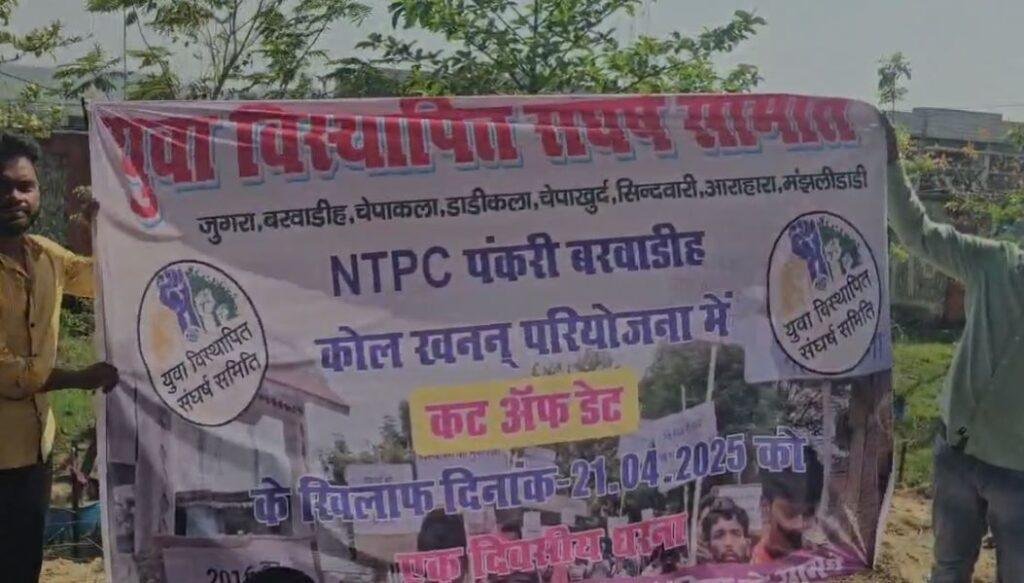 युवा विस्थापित संघर्ष समिति
जुगरा,बरवाडीह,चेपाकला,डाडीकला,चेपाखुर्द,सिन्दवारी,आराहारा,मंझलीडाडी
NTPC पंकरी बरवाडीह
कोल खनन् परियोजना में
कट ऑफ डेट
के खिलाफ दिनांक-21.04.2025 को
एक दिवसीय धरना
युवा विस्थापित
संघर्ष समिति
युवा विस्थापित
संघर्ष समिति